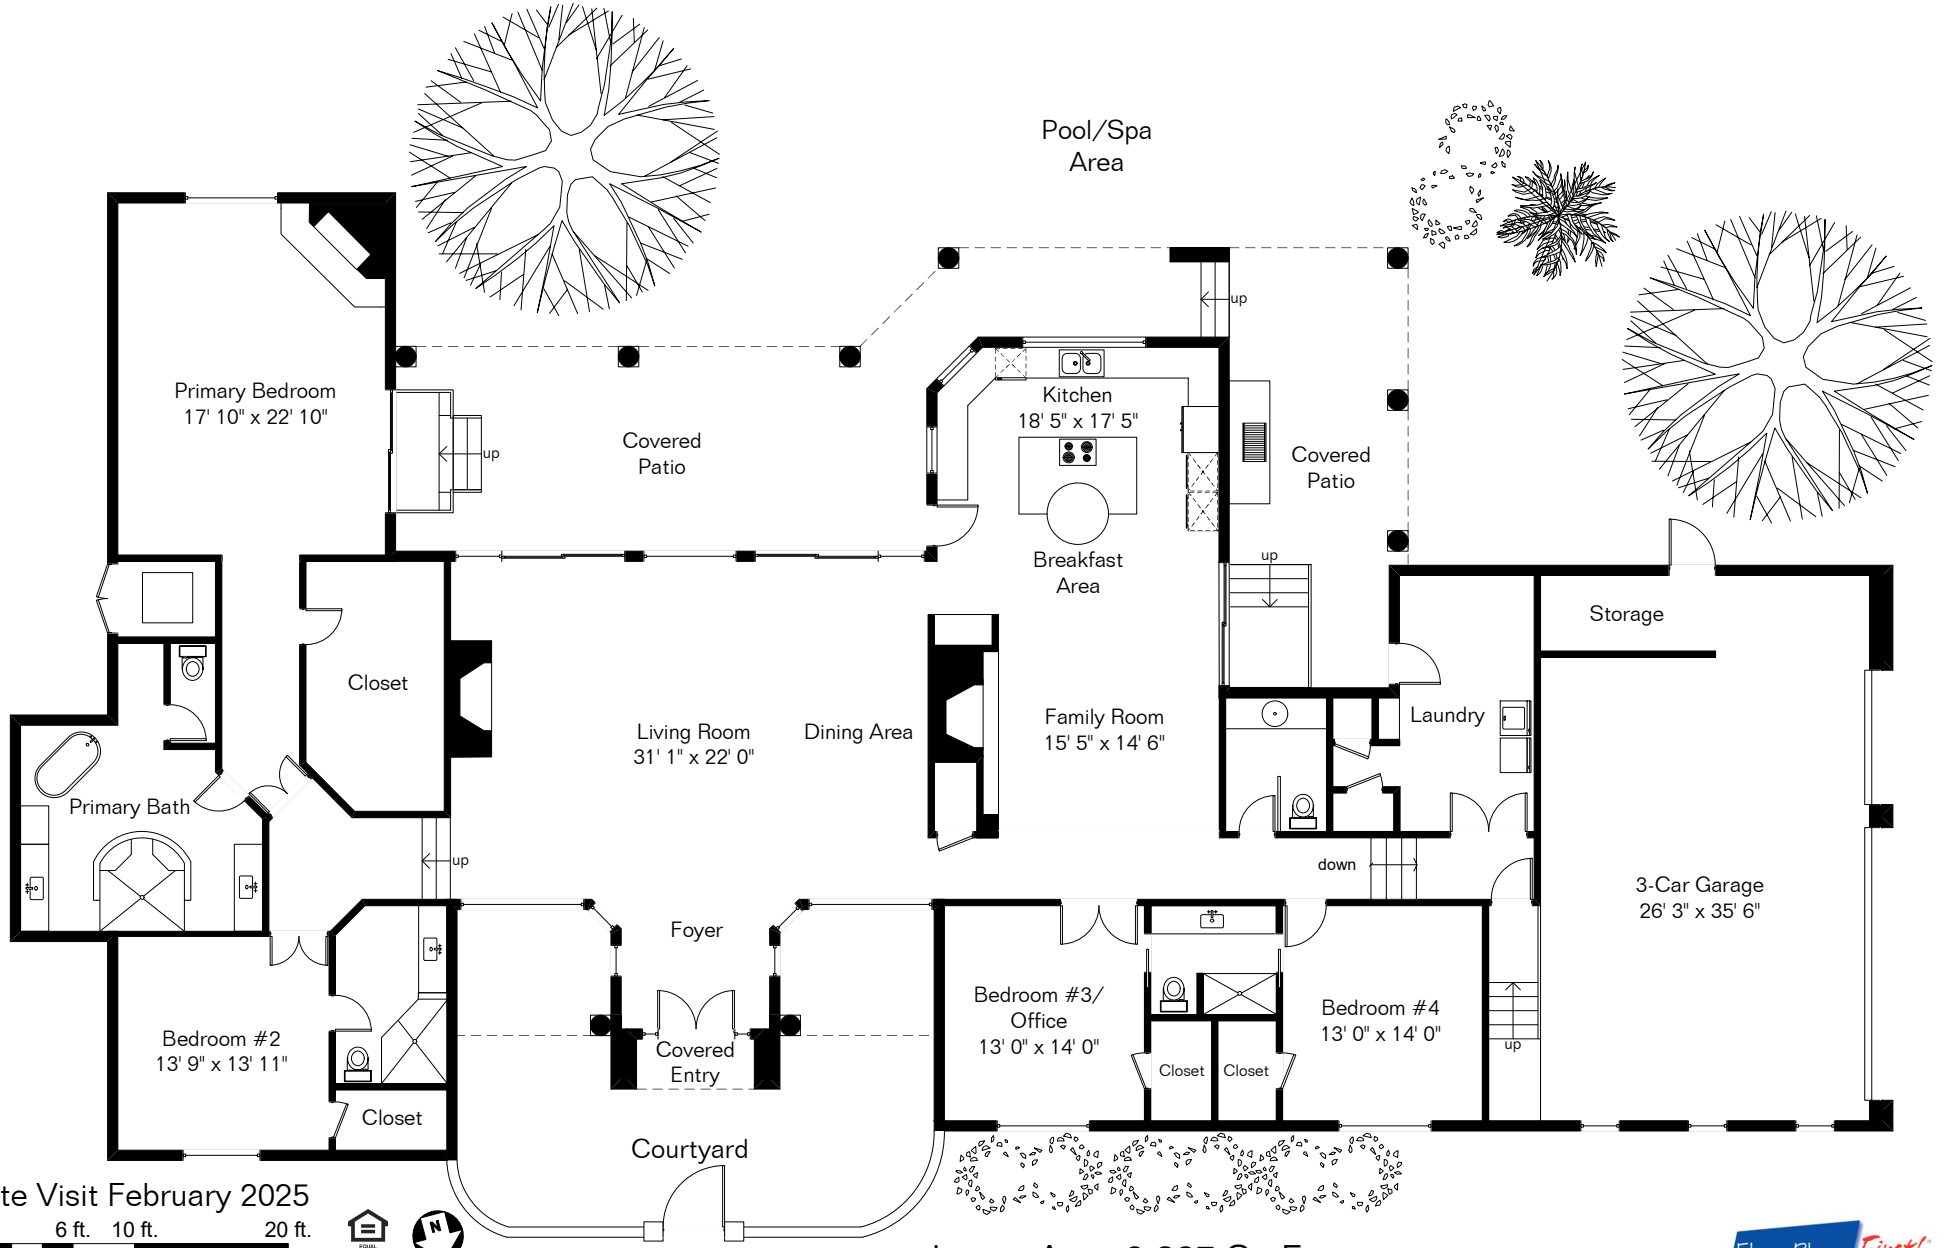 Pool/Spa
Area
up
Primary Bedroom
17' 10" x 22' 10"
Kitchen
18' 5" x 17' 5"
Covered
Patio
up
Covered
Patio
Breakfast
Area
up
Storage
Closet
Living Room
31' 1" x 22' 0"
Dining Area
Family Room
15' 5" x 14' 6"
Laundry
Primary Bath
up
down
3-Car Garage
26' 3" x 35' 6"
Foyer
Bedroom #2
13' 9" x 13' 11"
Covered
Entry
Bedroom #3/
Office
13' 0" x 14' 0"
Bedroom #4
13' 0" x 14' 0"
up
Closet
Closet
Closet
Courtyard
Visit February 2025
6 ft. 10 ft. 20 ft.
N